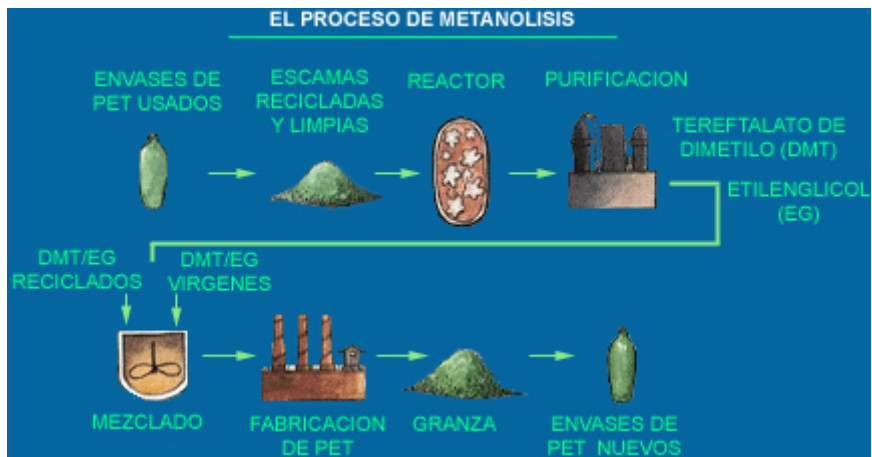 EL PROCESO DE METANOLISIS
ENVASES DE
PET USADOS
ESCAMAS
RECICLADAS
Y LIMPIAS
REACTOR
PURIFICACION
TEREFTALATO DE
DIMETILO (DMT)
ETILENGLICOL
(EG)
DMT/EG
RECICLADOS
DMT/EG
VIRGENES
MEZCLADO
FABRICACION
DE PET
GRANZA
ENVASES DE
PET NUEVOS